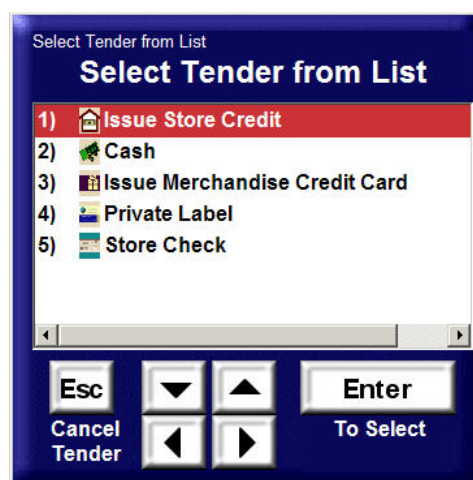 Select Tender from List
Select Tender from List
1) Issue Store Credit
2) Cash
3) Issue Merchandise Credit Card
4) Private Label
5) Store Check
Esc
Enter
Cancel
Tender
To Select